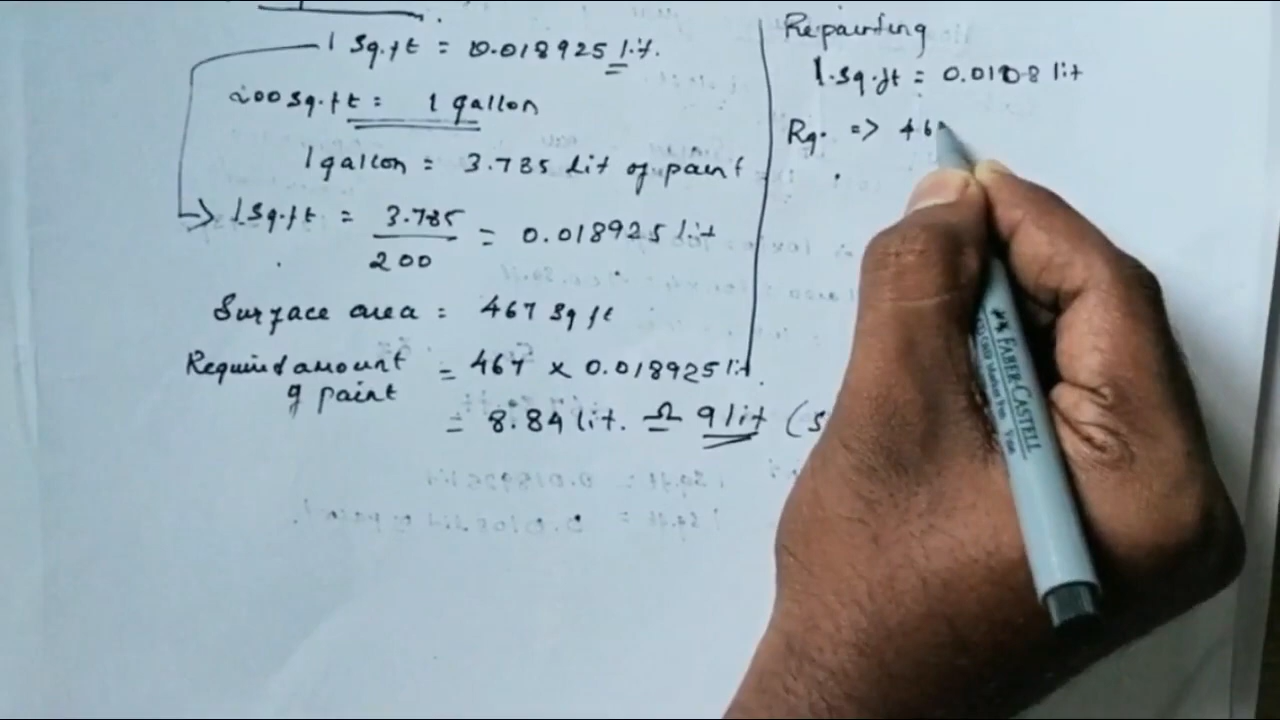 1 Sq.ft = 0.018925 lit.
200 Sq.ft = 1 gallon
1 gallon = 3.785 lit of paint
1 Sq.ft = 3.785 / 200 = 0.018925 lit
Surface area = 467 Sq ft
Required amount of paint = 467 x 0.018925 lit.
= 8.84 lit. ≏ 9 lit (
Repainting
1.sq.ft = 0.0108 lit
Rq. => 46
FABER-CASTELL